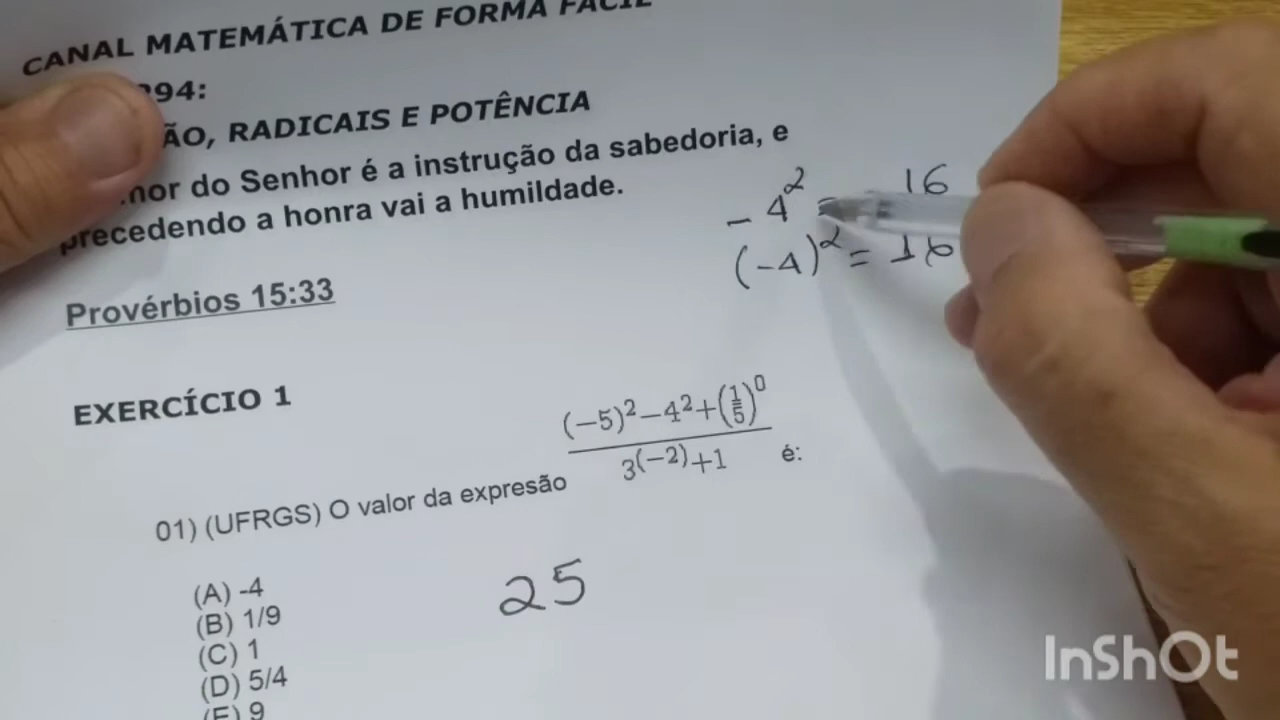 CANAL MATEMÁTICA DE FORMA FÁCIL
94:
RADICAIS E POTÊNCIA
do Senhor é a instrução da sabedoria, e
precedendo a honra vai a humildade.
Provérbios 15:33
- 4² = - 16
(-4)² = 16
EXERCÍCIO 1
01) (UFRGS) O valor da expresão ((−5)²−4²+(1/5)⁰)/(3^(−2)+1) é:
(A) -4
(B) 1/9
(C) 1
(D) 5/4
(E) 9
25
InShOt